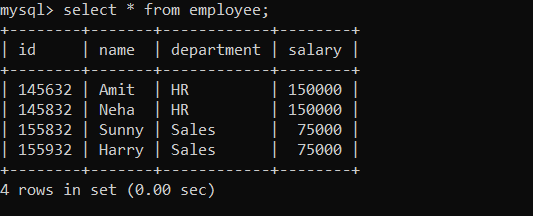 mysql> select * from employee;
+--------+-------+------------+--------+
| id     | name  | department | salary |
+--------+-------+------------+--------+
| 145632 | Amit  | HR         | 150000 |
| 145832 | Neha  | HR         | 150000 |
| 155832 | Sunny | Sales      |  75000 |
| 155932 | Harry | Sales      |  75000 |
+--------+-------+------------+--------+
4 rows in set (0.00 sec)